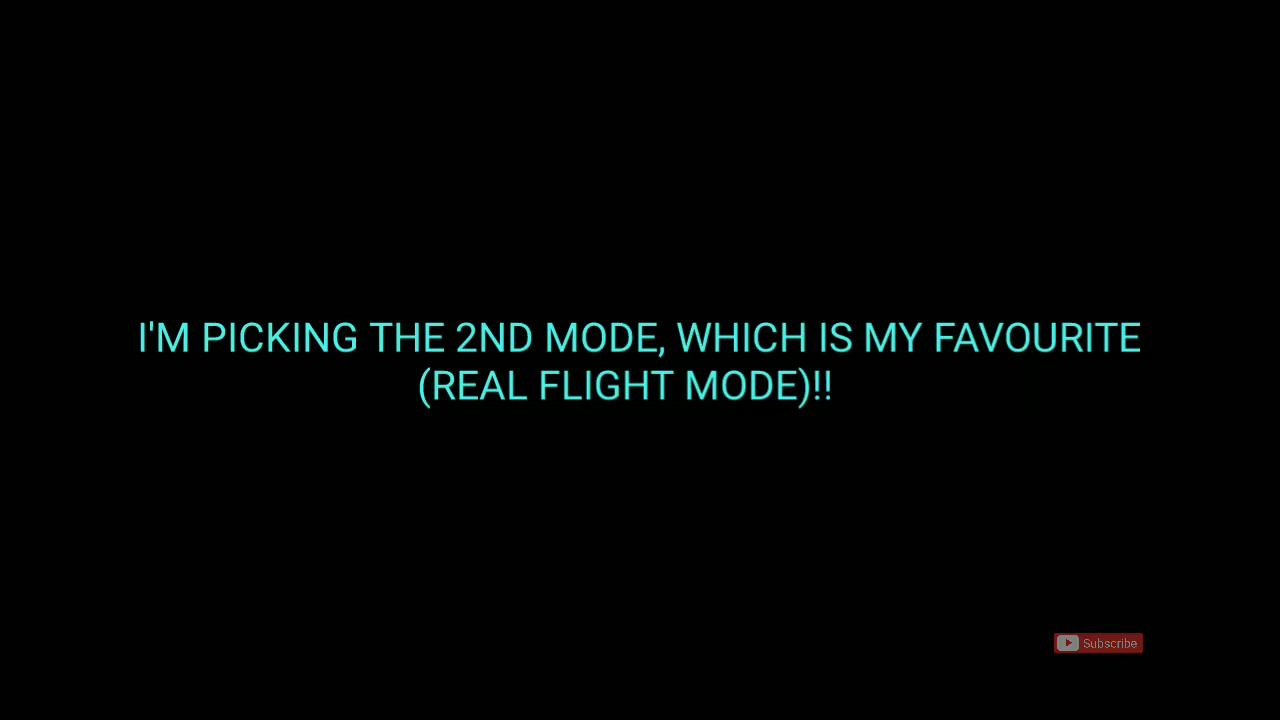 I'M PICKING THE 2ND MODE, WHICH IS MY FAVOURITE
(REAL FLIGHT MODE)!!
Subscribe